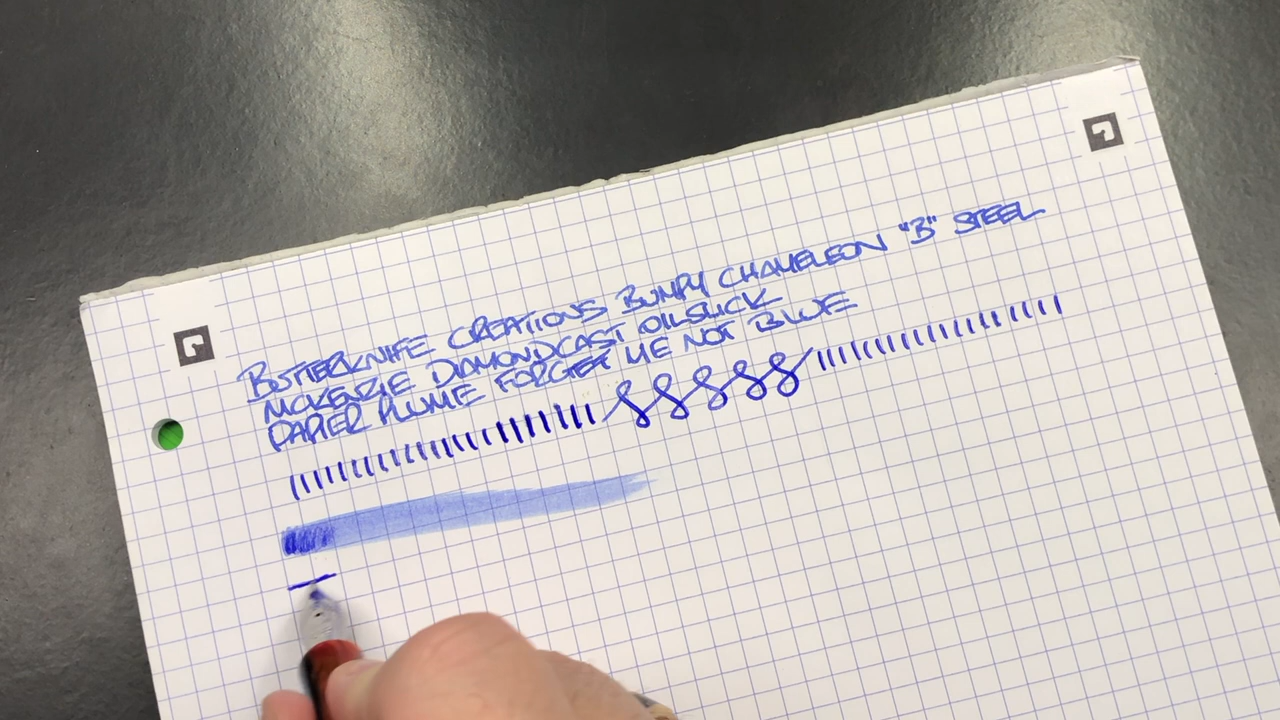 BUTTERKNIFE CREATIONS BUMPY CHAMELEON "B" STEEL
MCKENZIE DIAMONDCAST OILSLICK
PAPIER PLUME FORGET ME NOT BLUE